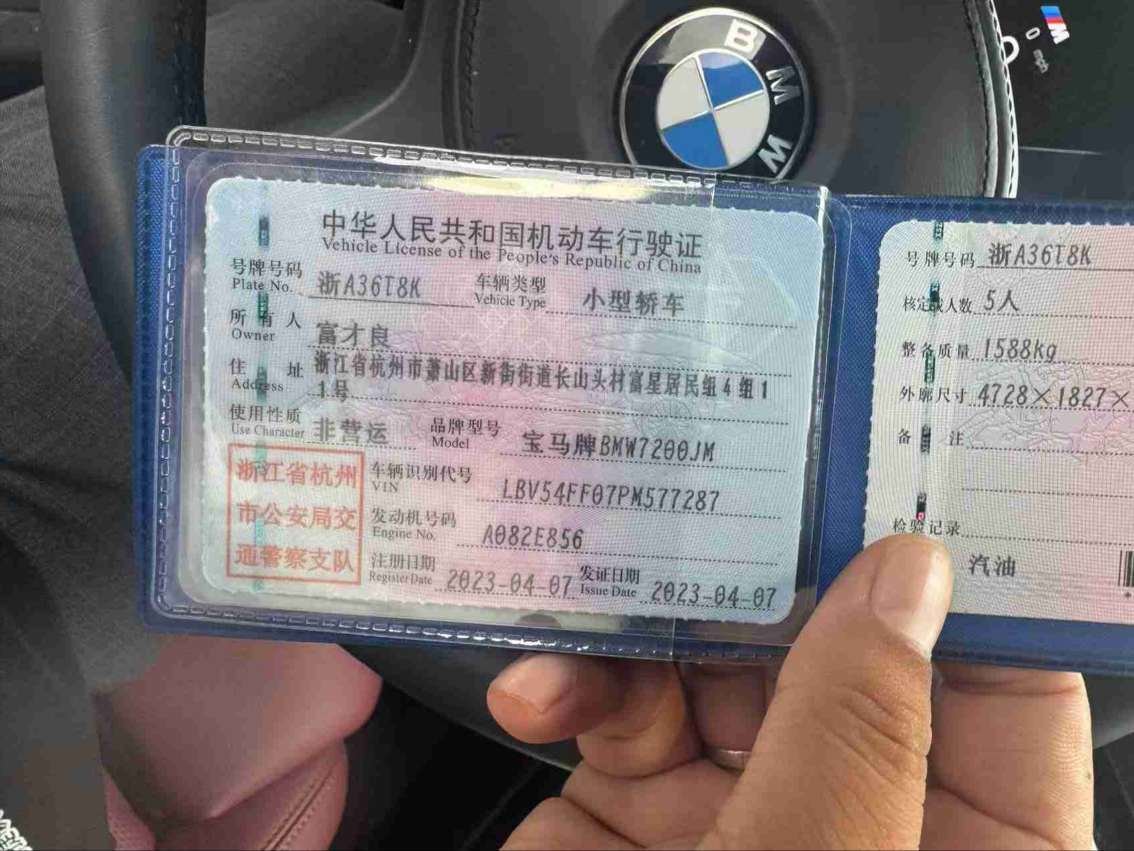 BMW
M
0
mph
中华人民共和国机动车行驶证
Vehicle License of the People's Republic of China
号牌号码 浙A36T8K 车辆类型 小型轿车
Plate No. Vehicle Type
所有人 富才良
Owner
住址 浙江省杭州市萧山区新街街道长山头村富星居民组4组1
Address 1号
使用性质 非营运 品牌型号 宝马牌BMW7200JM
Use Character Model
浙江省杭州
市公安局交
通警察支队
车辆识别代号 LBV54FF07PM577287
VIN
发动机号码 A082E856
Engine No.
注册日期 2023-04-07 发证日期 2023-04-07
Register Date Issue Date
号牌号码 浙A36T8K
核定载人数 5人
整备质量 1588kg
外廓尺寸 4728×1827×
备注
检验记录
汽油